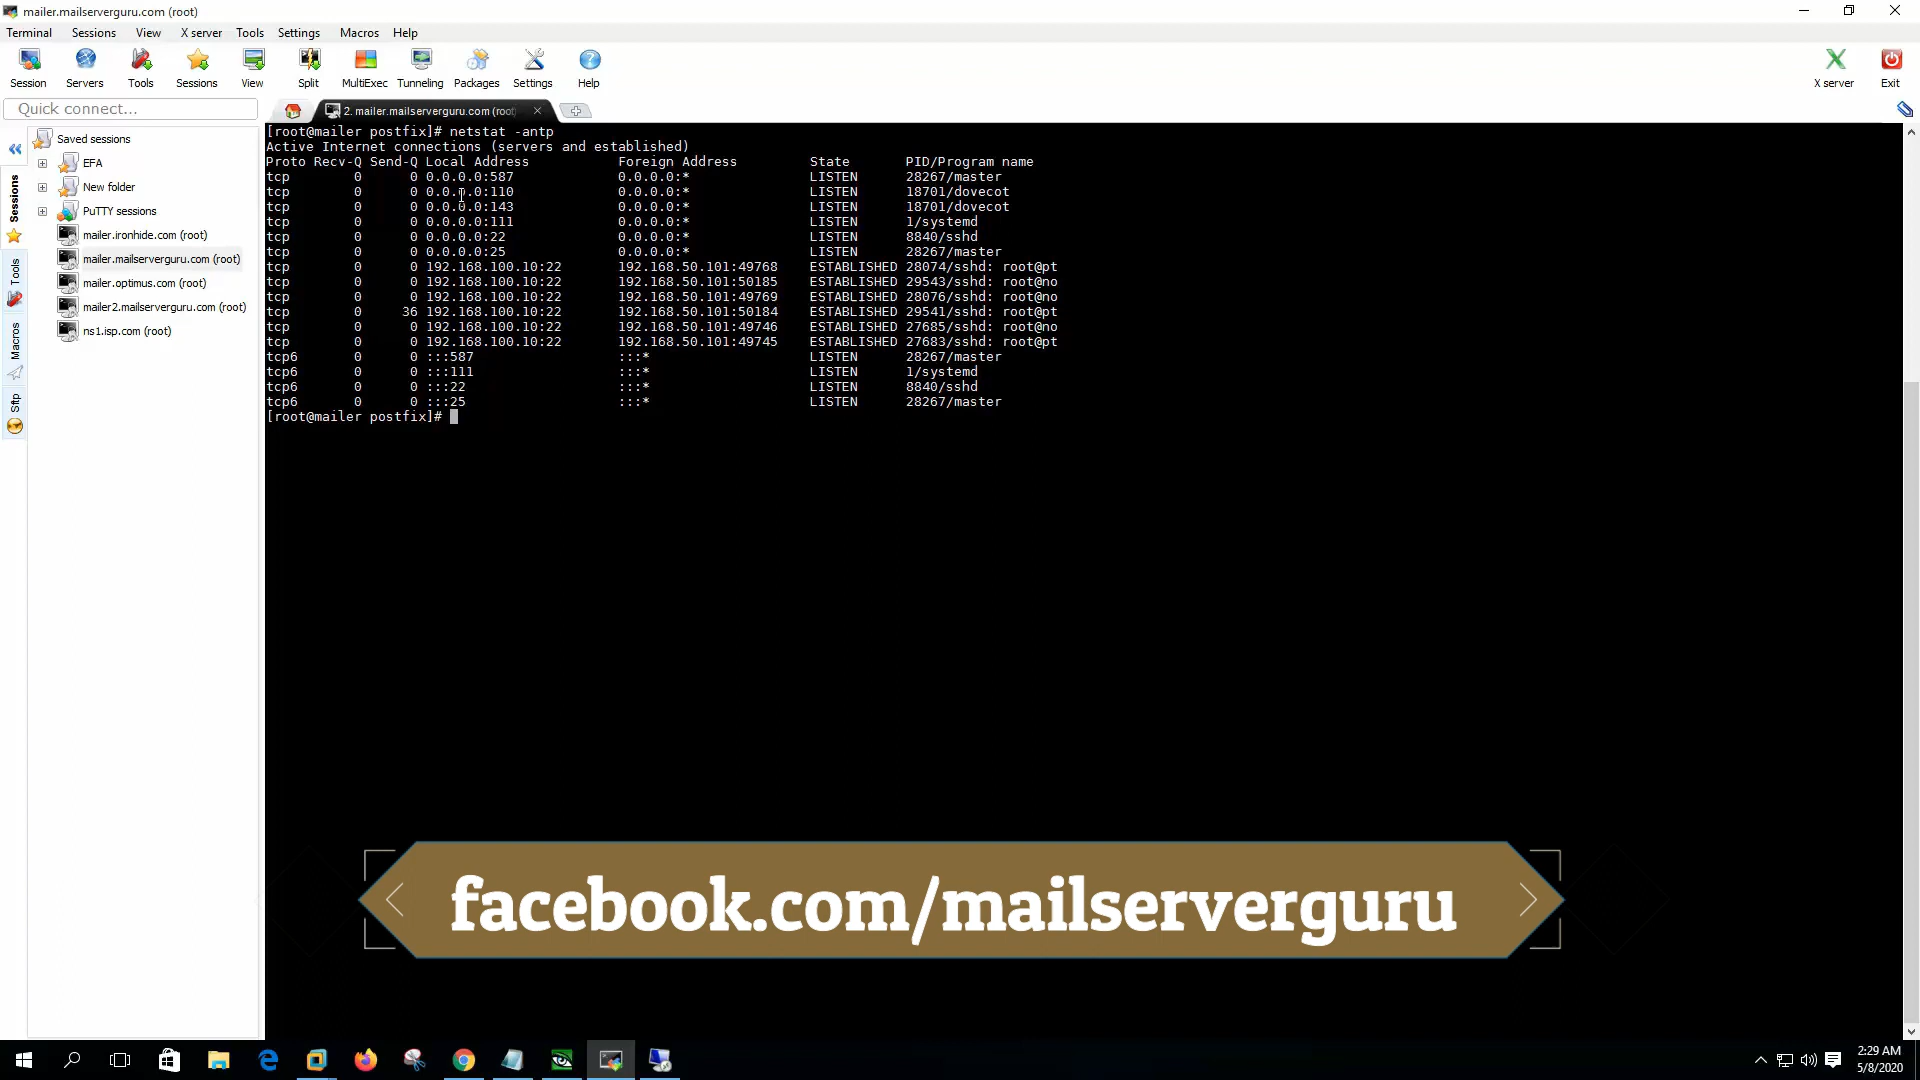 mailer.mailserverguru.com (root)
Terminal Sessions View X server Tools Settings Macros Help
Session Servers Tools Sessions View Split MultiExec Tunneling Packages Settings Help X server Exit
Quick connect...
2. mailer.mailserverguru.com (root)
Saved sessions
EFA
New folder
PuTTY sessions
mailer.ironhide.com (root)
mailer.mailserverguru.com (root)
mailer.optimus.com (root)
mailer2.mailserverguru.com (root)
ns1.isp.com (root)
Sessions
Tools
Macros
Sftp
[root@mailer postfix]# netstat -antp
Active Internet connections (servers and established)
Proto Recv-Q Send-Q Local Address Foreign Address State PID/Program name
tcp 0 0 0.0.0.0:587 0.0.0.0:* LISTEN 28267/master
tcp 0 0 0.0.0.0:110 0.0.0.0:* LISTEN 18701/dovecot
tcp 0 0 0.0.0.0:143 0.0.0.0:* LISTEN 18701/dovecot
tcp 0 0 0.0.0.0:111 0.0.0.0:* LISTEN 1/systemd
tcp 0 0 0.0.0.0:22 0.0.0.0:* LISTEN 8840/sshd
tcp 0 0 0.0.0.0:25 0.0.0.0:* LISTEN 28267/master
tcp 0 0 192.168.100.10:22 192.168.50.101:49768 ESTABLISHED 28074/sshd: root@pt
tcp 0 0 192.168.100.10:22 192.168.50.101:50185 ESTABLISHED 29543/sshd: root@no
tcp 0 0 192.168.100.10:22 192.168.50.101:49769 ESTABLISHED 28076/sshd: root@no
tcp 0 36 192.168.100.10:22 192.168.50.101:50184 ESTABLISHED 29541/sshd: root@pt
tcp 0 0 192.168.100.10:22 192.168.50.101:49746 ESTABLISHED 27685/sshd: root@no
tcp 0 0 192.168.100.10:22 192.168.50.101:49745 ESTABLISHED 27683/sshd: root@pt
tcp6 0 0 :::587 :::* LISTEN 28267/master
tcp6 0 0 :::111 :::* LISTEN 1/systemd
tcp6 0 0 :::22 :::* LISTEN 8840/sshd
tcp6 0 0 :::25 :::* LISTEN 28267/master
[root@mailer postfix]#
facebook.com/mailserverguru
2:29 AM
5/8/2020